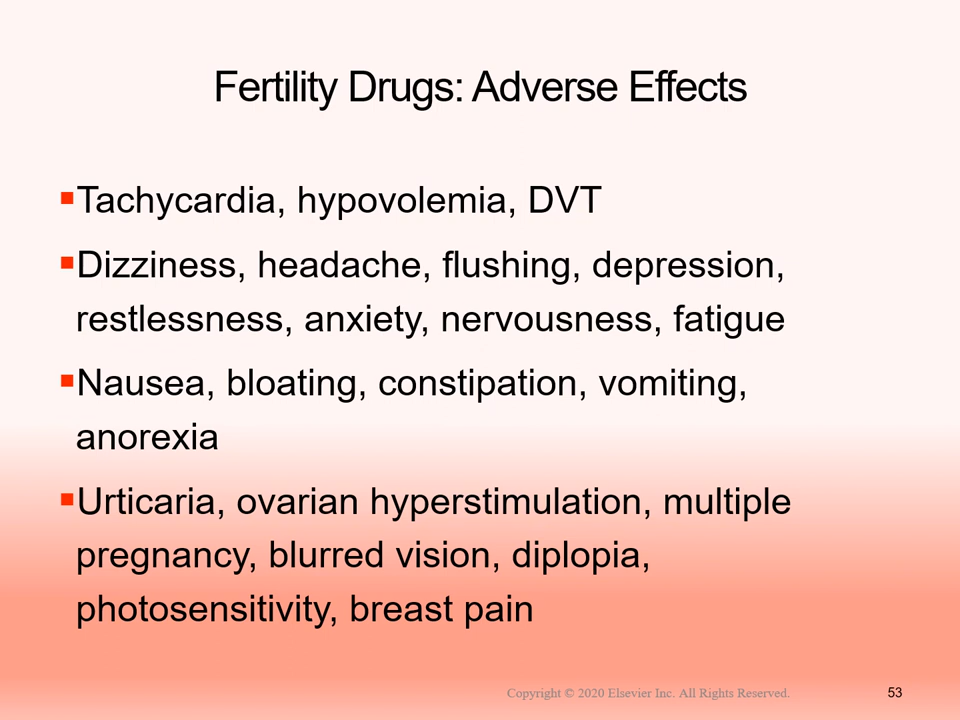 Fertility Drugs: Adverse Effects
▪Tachycardia, hypovolemia, DVT
▪Dizziness, headache, flushing, depression,
restlessness, anxiety, nervousness, fatigue
▪Nausea, bloating, constipation, vomiting,
anorexia
▪Urticaria, ovarian hyperstimulation, multiple
pregnancy, blurred vision, diplopia,
photosensitivity, breast pain
Copyright © 2020 Elsevier Inc. All Rights Reserved. 53